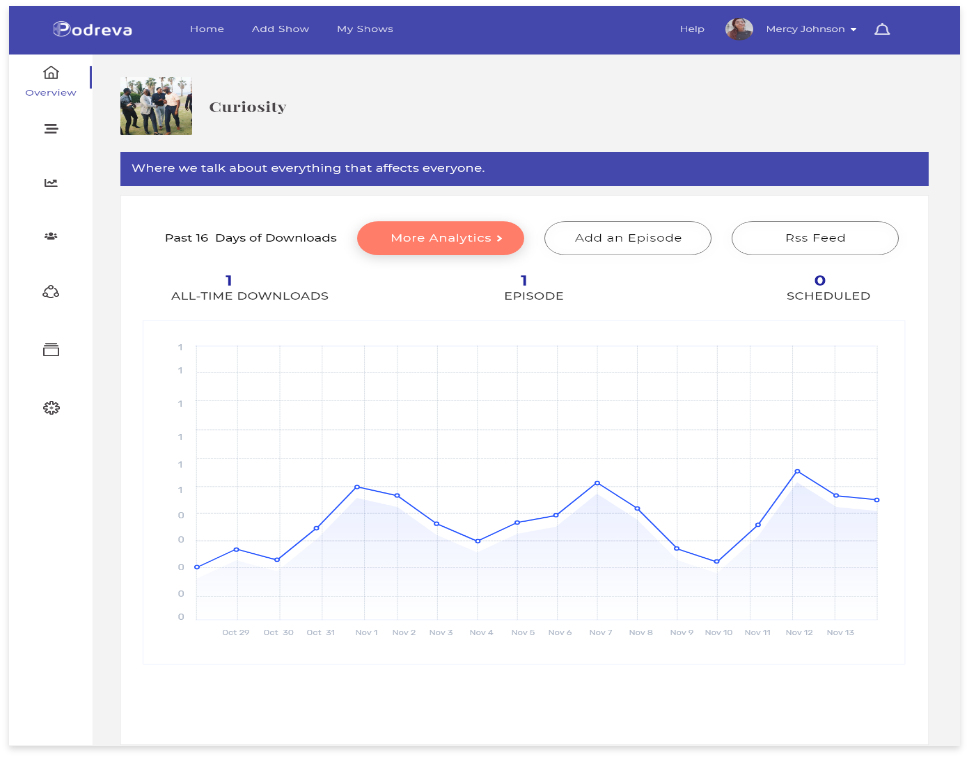 Podreva
Home Add Show My Shows Help Mercy Johnson
Overview
Curiosity
Where we talk about everything that affects everyone.
Past 16 Days of Downloads
More Analytics >
Add an Episode
Rss Feed
1
ALL-TIME DOWNLOADS
1
EPISODE
0
SCHEDULED
1
1
1
1
1
1
0
0
0
0
0
Oct 29 Oct 30 Oct 31 Nov 1 Nov 2 Nov 3 Nov 4 Nov 5 Nov 6 Nov 7 Nov 8 Nov 9 Nov 10 Nov 11 Nov 12 Nov 13